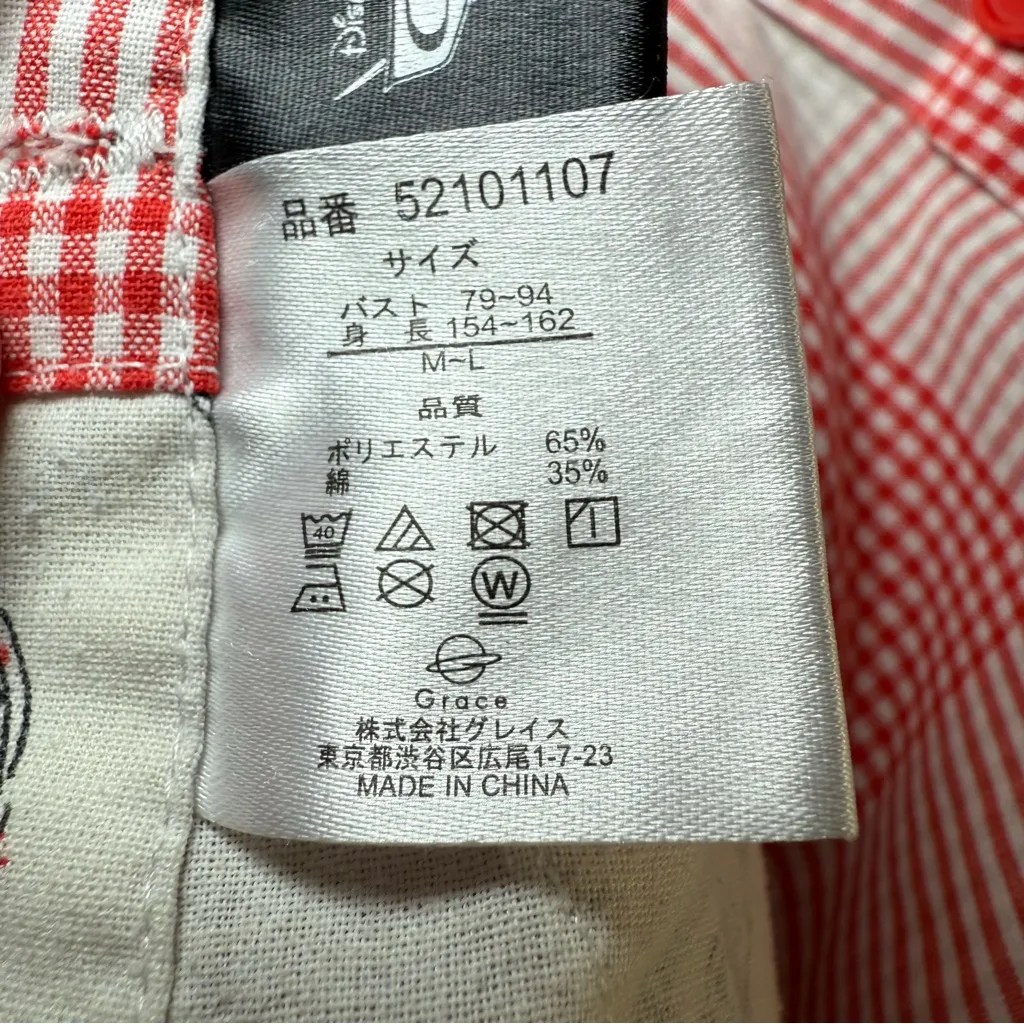 品番 52101107
サイズ
バスト 79~94
身 長 154~162
M~L
品質
ポリエステル 65%
綿 35%
40
W
Grace
株式会社グレイス
東京都渋谷区広尾1-7-23
MADE IN CHINA